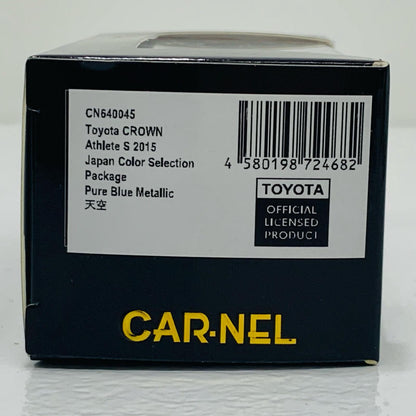 CN640045
Toyota CROWN
Athlete S 2015
Japan Color Selection
Package
Pure Blue Metallic
天空
4 580198 724682
TOYOTA
OFFICIAL
LICENSED
PRODUCT
CAR·NEL